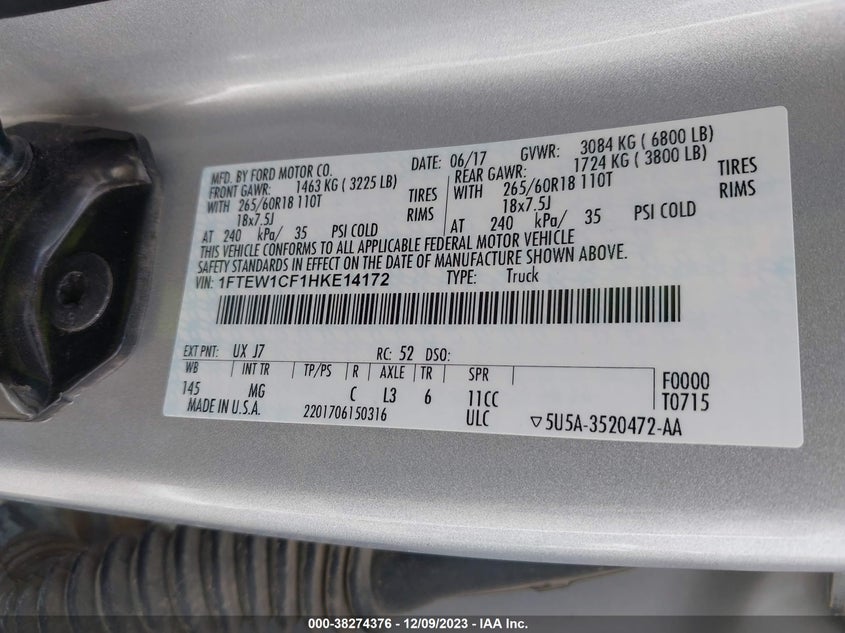 MFD. BY FORD MOTOR CO. DATE: 06/17 GVWR: 3084 KG ( 6800 LB)
FRONT GAWR: 1463 KG ( 3225 LB) REAR GAWR: 1724 KG ( 3800 LB)
WITH 265/60R18 110T TIRES WITH 265/60R18 110T TIRES
18x7.5J RIMS 18x7.5J RIMS
AT 240 kPa/ 35 PSI COLD AT 240 kPa/ 35 PSI COLD
THIS VEHICLE CONFORMS TO ALL APPLICABLE FEDERAL MOTOR VEHICLE
SAFETY STANDARDS IN EFFECT ON THE DATE OF MANUFACTURE SHOWN ABOVE.
VIN: 1FTEW1CF1HKE14172 TYPE: Truck
EXT PNT: UX J7 RC: 52 DSO:
WB INT TR TP/PS R AXLE TR SPR F0000
145 MG C L3 6 11CC T0715
MADE IN U.S.A. 2201706150316 ULC ▽5U5A-3520472-AA
000-38274376 - 12/09/2023 - IAA Inc.